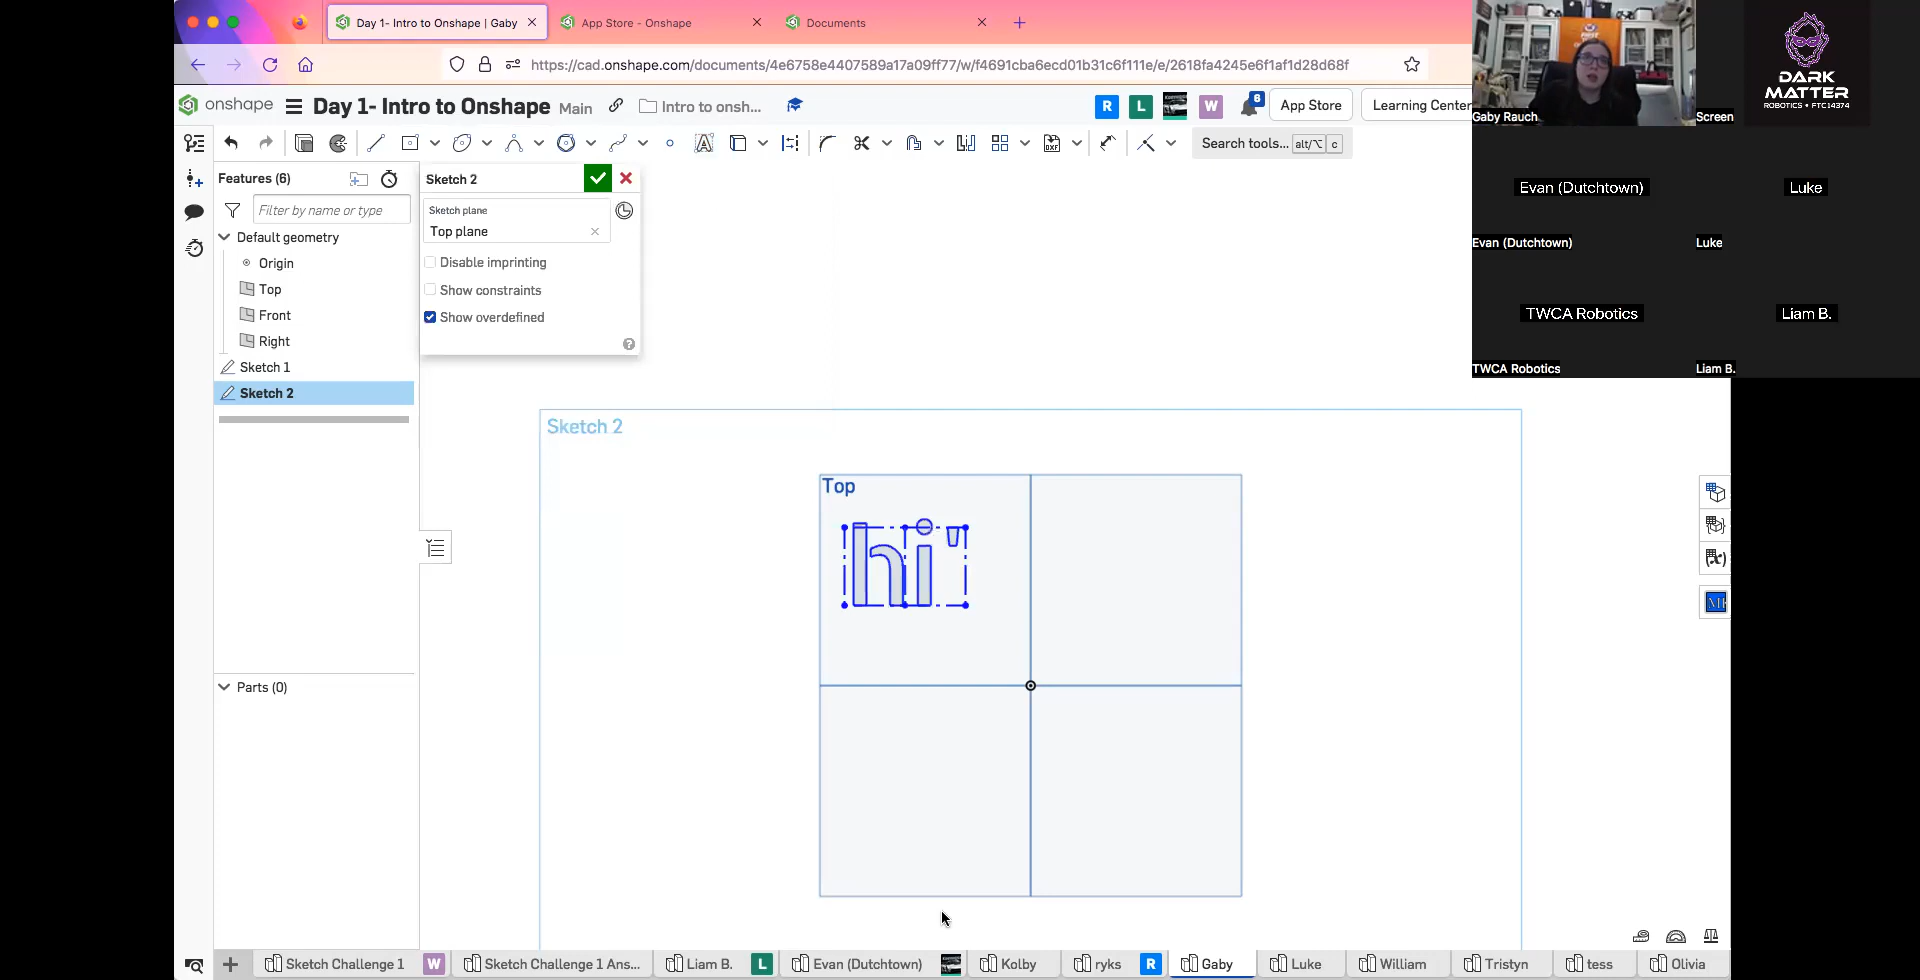 Day 1- Intro to Onshape | Gaby
App Store - Onshape
Documents
https://cad.onshape.com/documents/4e6758e4407589a17a09ff77/w/f4691cba6ecd01b31c6f111e/e/2618fa4245e6f1af1d28d68f
onshape
Day 1- Intro to Onshape Main
Intro to onsh...
R
L
W
6
App Store
Learning Center
Search tools... alt/⌥ c
Features (6)
Filter by name or type
Default geometry
Origin
Top
Front
Right
Sketch 1
Sketch 2
Parts (0)
Sketch 2
Sketch plane
Top plane
Disable imprinting
Show constraints
Show overdefined
Sketch 2
Top
hi'
Gaby Rauch
Screen
DARK
MATTER
ROBOTICS • FTC14374
Evan (Dutchtown)
Luke
Evan (Dutchtown)
Luke
TWCA Robotics
Liam B.
TWCA Robotics
Liam B.
Sketch Challenge 1
W
Sketch Challenge 1 Ans...
Liam B.
L
Evan (Dutchtown)
Kolby
ryks
R
Gaby
Luke
William
Tristyn
tess
Olivia